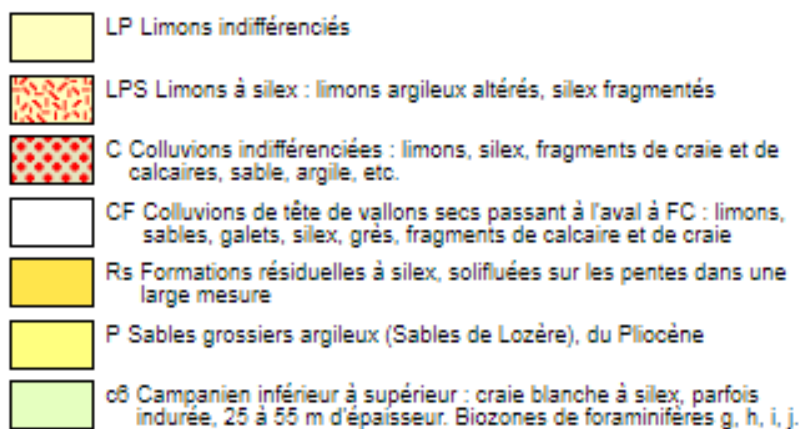 LP Limons indifférenciés
LPS Limons à silex : limons argileux altérés, silex fragmentés
C Colluvions indifférenciées : limons, silex, fragments de craie et de
calcaires, sable, argile, etc.
CF Colluvions de tête de vallons secs passant à l'aval à FC : limons,
sables, galets, silex, grès, fragments de calcaire et de craie
Rs Formations résiduelles à silex, solifluées sur les pentes dans une
large mesure
P Sables grossiers argileux (Sables de Lozère), du Pliocène
c6 Campanien inférieur à supérieur : craie blanche à silex, parfois
indurée, 25 à 55 m d'épaisseur. Biozones de foraminifères g, h, i, j.